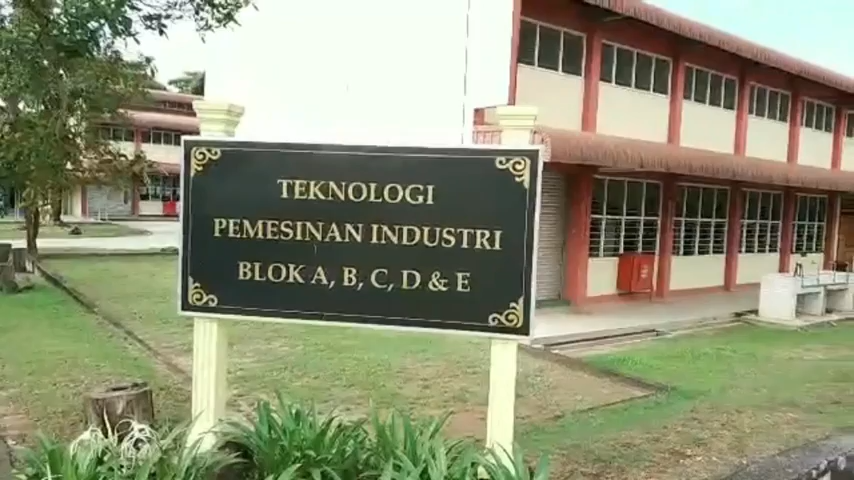 TEKNOLOGI
PEMESINAN INDUSTRI
BLOK A, B, C, D & E